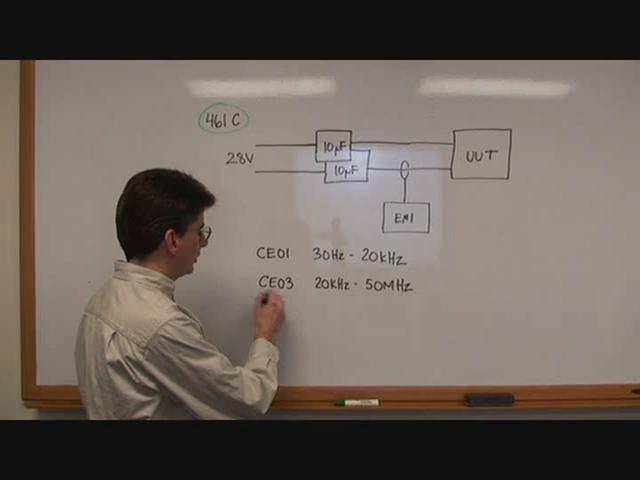 461C
28V
10µF
10µF
UUT
EMI
CE01 30Hz - 20kHz
CE03 20kHz - 50MHz